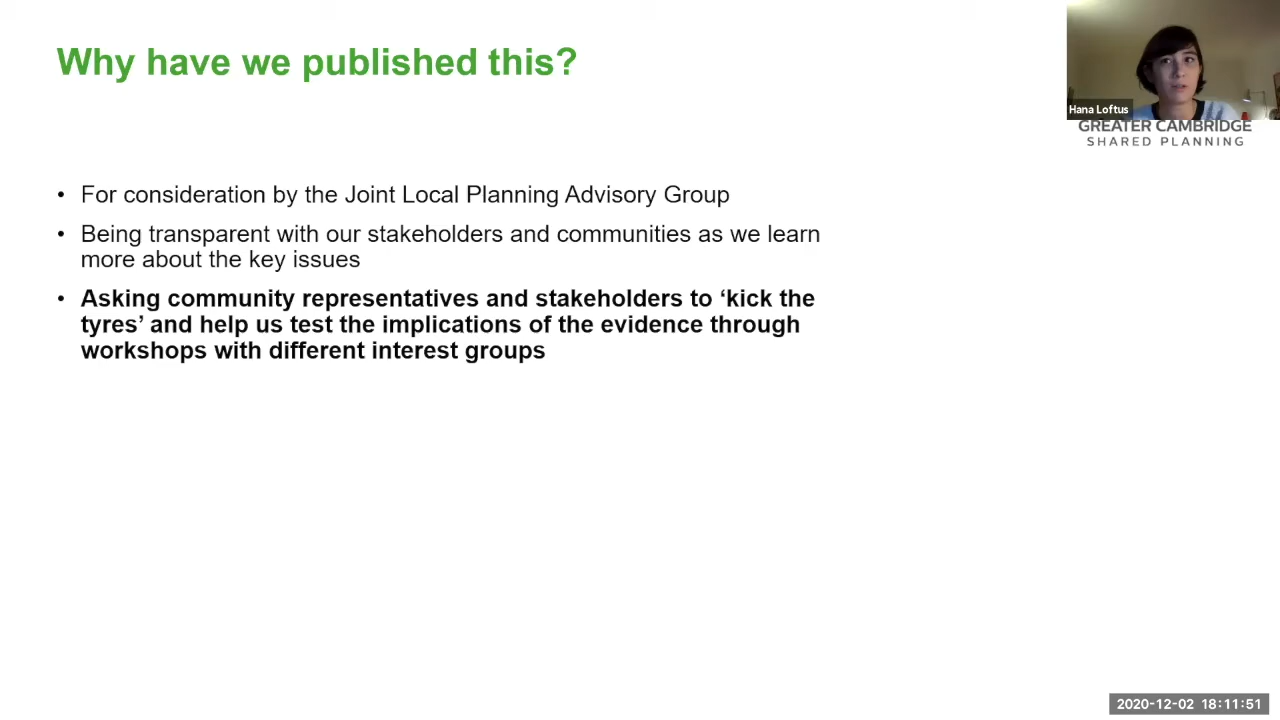 Why have we published this?
Hana Loftus
GREATER CAMBRIDGE
SHARED PLANNING
• For consideration by the Joint Local Planning Advisory Group
• Being transparent with our stakeholders and communities as we learn
more about the key issues
• Asking community representatives and stakeholders to ‘kick the
tyres’ and help us test the implications of the evidence through
workshops with different interest groups
2020-12-02 18:11:51